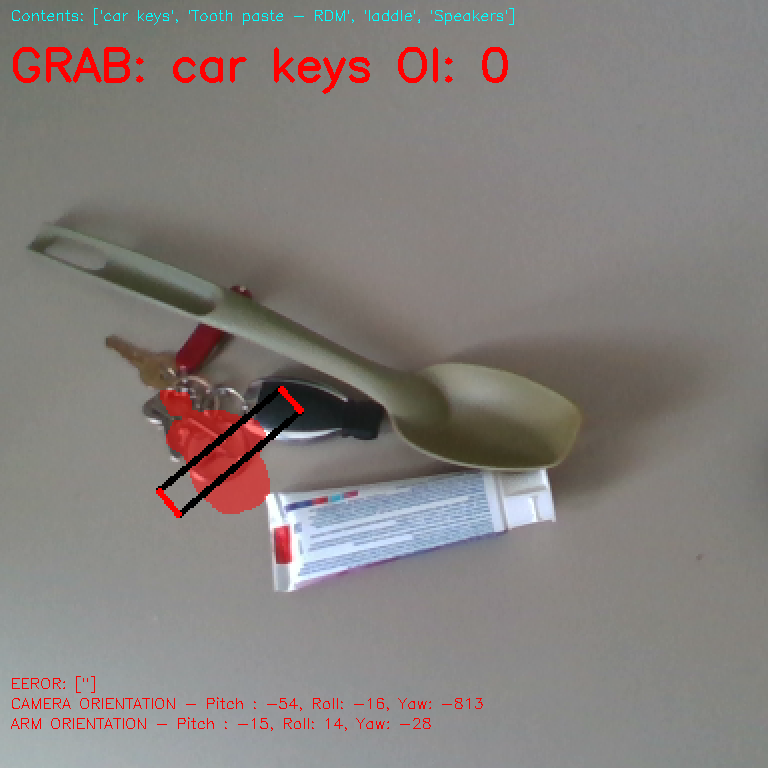 Contents: ['car keys', 'Tooth paste - RDM', 'laddle', 'Speakers']
GRAB: car keys OI: 0
EEROR: ['']
CAMERA ORIENTATION - Pitch : -54, Roll: -16, Yaw: -813
ARM ORIENTATION - Pitch : -15, Roll: 14, Yaw: -28